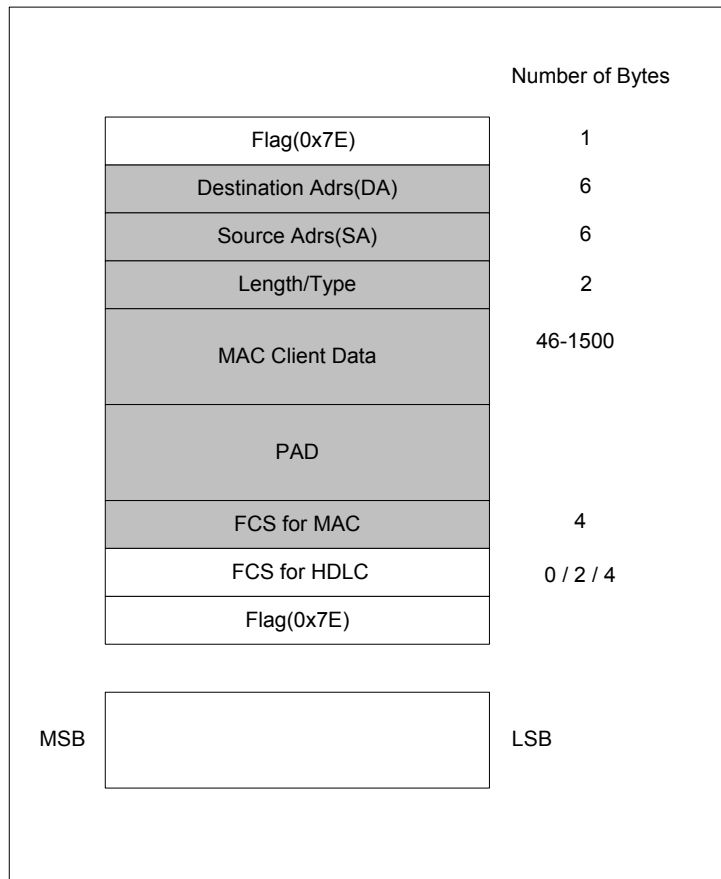 Number of Bytes
Flag(0x7E) 1
Destination Adrs(DA) 6
Source Adrs(SA) 6
Length/Type 2
MAC Client Data 46-1500
PAD
FCS for MAC 4
FCS for HDLC 0 / 2 / 4
Flag(0x7E)
MSB LSB